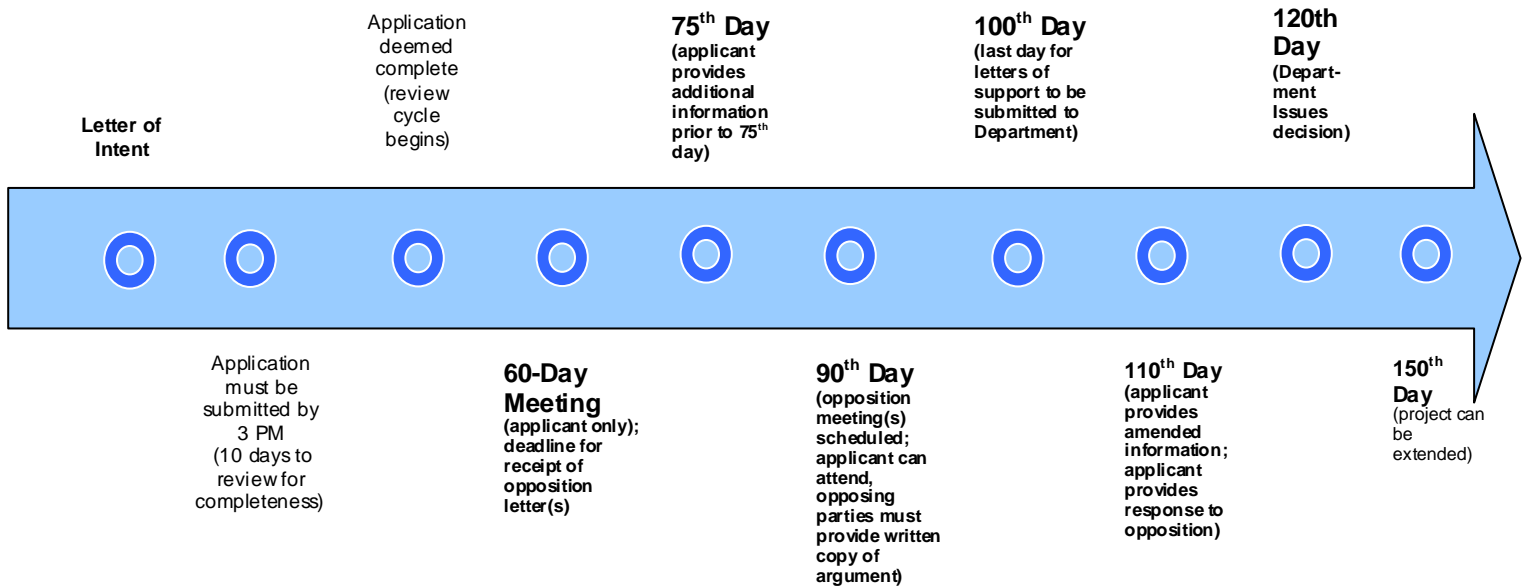 Letter of
Intent
Application
must be
submitted by
3 PM
(10 days to
review for
completeness)
Application
deemed
complete
(review
cycle
begins)
60-Day
Meeting
(applicant only);
deadline for
receipt of
opposition
letter(s)
75th Day
(applicant
provides
additional
information
prior to 75th
day)
90th Day
(opposition
meeting(s)
scheduled;
applicant can
attend,
opposing
parties must
provide written
copy of
argument)
100th Day
(last day for
letters of
support to be
submitted to
Department)
110th Day
(applicant
provides
amended
information;
applicant
provides
response to
opposition)
120th
Day
(Depart-
ment
Issues
decision)
150th
Day
(project can
be
extended)